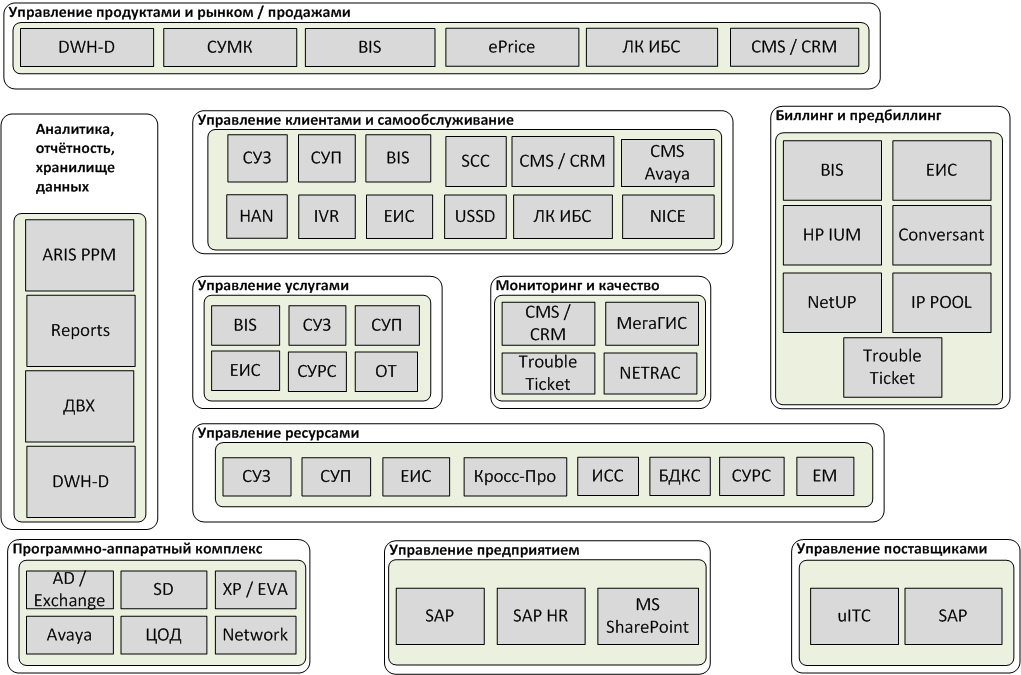 Управление продуктами и рынком / продажами
DWH-D
СУМК
BIS
ePrice
ЛК ИБС
CMS / CRM
Аналитика,
отчётность,
хранилище
данных
ARIS PPM
Reports
ДВХ
DWH-D
Управление клиентами и самообслуживание
СУЗ
СУП
BIS
SCC
CMS / CRM
CMS
Avaya
HAN
IVR
ЕИС
USSD
ЛК ИБС
NICE
Биллинг и предбиллинг
BIS
ЕИС
HP IUM
Conversant
NetUP
IP POOL
Trouble
Ticket
Управление услугами
BIS
СУЗ
СУП
ЕИС
СУРС
ОТ
Мониторинг и качество
CMS /
CRM
МегаГИС
Trouble
Ticket
NETRAC
Управление ресурсами
СУЗ
СУП
ЕИС
Кросс-Про
ИСС
БДКС
СУРС
ЕМ
Программно-аппаратный комплекс
AD /
Exchange
SD
XP / EVA
Avaya
ЦОД
Network
Управление предприятием
SAP
SAP HR
MS
SharePoint
Управление поставщиками
uITC
SAP